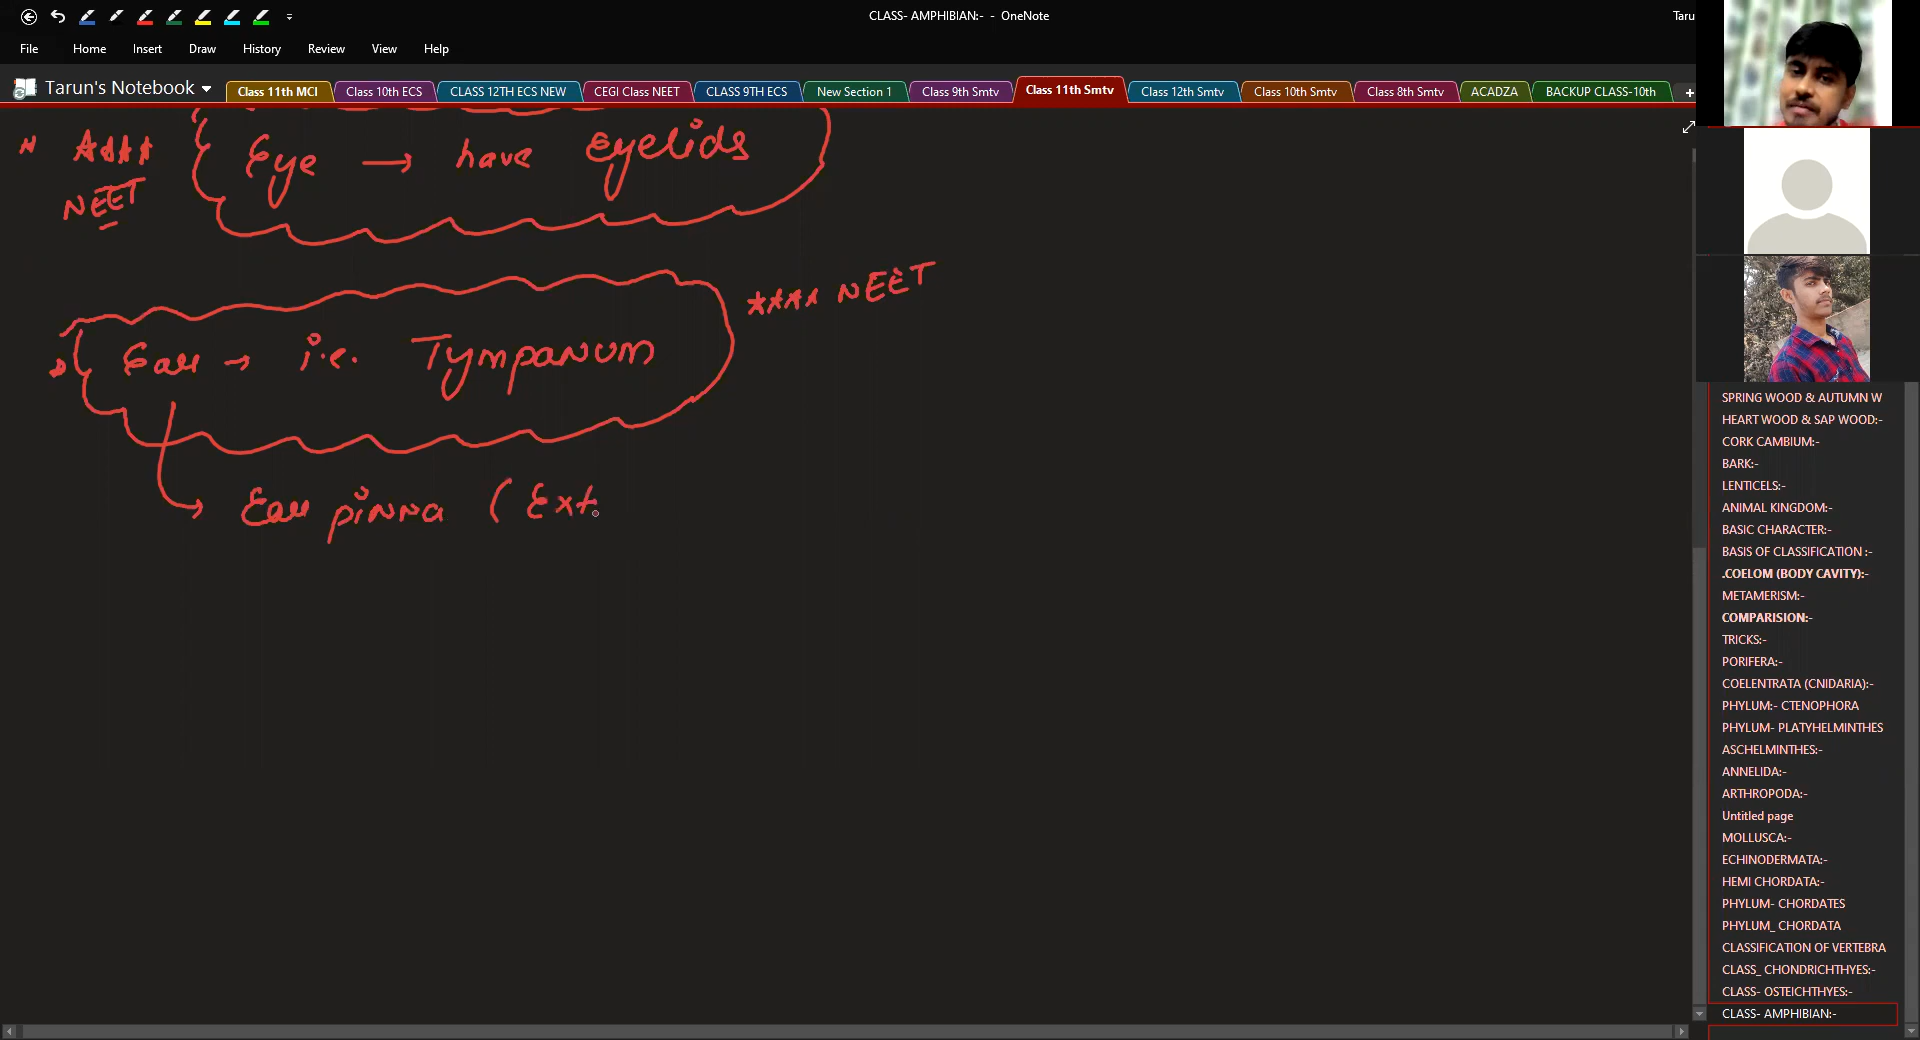 CLASS- AMPHIBIAN:- - OneNote
Taru
File Home Insert Draw History Review View Help
Tarun's Notebook
Class 11th MCI Class 10th ECS CLASS 12TH ECS NEW CEGI Class NEET CLASS 9TH ECS New Section 1 Class 9th Smtv Class 11th Smtv Class 12th Smtv Class 10th Smtv Class 8th Smtv ACADZA BACKUP CLASS-10th +
Eye → have Eyelids
NEET
**** NEET
Ear → i.e. Tympanum
Ear pinna ( Ext
SPRING WOOD & AUTUMN W
HEART WOOD & SAP WOOD:-
CORK CAMBIUM:-
BARK:-
LENTICELS:-
ANIMAL KINGDOM:-
BASIC CHARACTER:-
BASIS OF CLASSIFICATION :-
.COELOM (BODY CAVITY):-
METAMERISM:-
COMPARISION:-
TRICKS:-
PORIFERA:-
COELENTRATA (CNIDARIA):-
PHYLUM:- CTENOPHORA
PHYLUM- PLATYHELMINTHES
ASCHELMINTHES:-
ANNELIDA:-
ARTHROPODA:-
Untitled page
MOLLUSCA:-
ECHINODERMATA:-
HEMI CHORDATA:-
PHYLUM- CHORDATES
PHYLUM_ CHORDATA
CLASSIFICATION OF VERTEBRA
CLASS_ CHONDRICHTHYES:-
CLASS- OSTEICHTHYES:-
CLASS- AMPHIBIAN:-